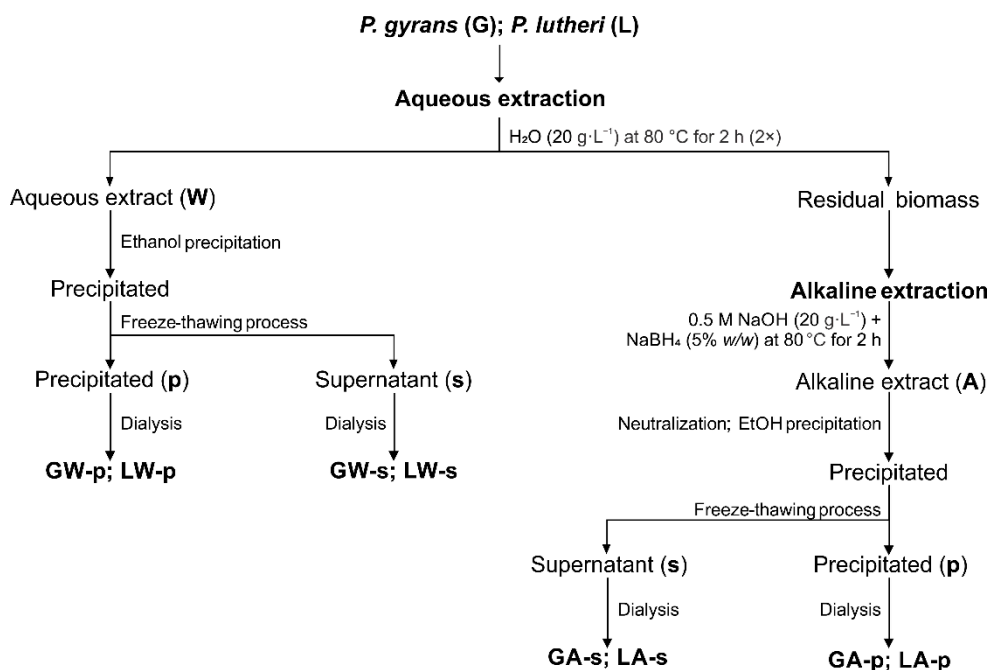 P. gyrans (G); P. lutheri (L)
Aqueous extraction
H₂O (20 g·L⁻¹) at 80 °C for 2 h (2×)
Aqueous extract (W)
Residual biomass
Ethanol precipitation
Precipitated
Alkaline extraction
0.5 M NaOH (20 g·L⁻¹) +
NaBH₄ (5% w/w) at 80 °C for 2 h
Freeze-thawing process
Precipitated (p)
Supernatant (s)
Alkaline extract (A)
Dialysis
Dialysis
Neutralization; EtOH precipitation
GW-p; LW-p
GW-s; LW-s
Precipitated
Freeze-thawing process
Supernatant (s)
Precipitated (p)
Dialysis
Dialysis
GA-s; LA-s
GA-p; LA-p